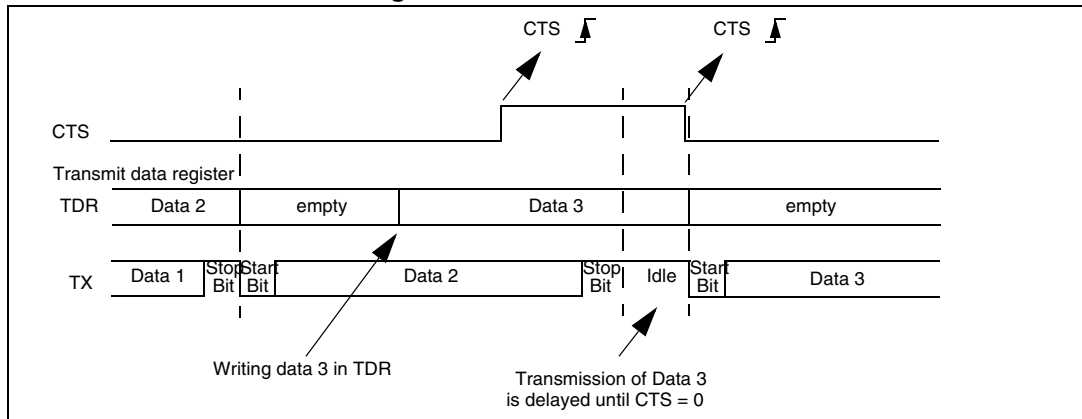 CTS CTS
CTS
Transmit data register
TDR Data 2 empty Data 3 empty
TX Data 1 Stop Bit Start Bit Data 2 Stop Bit Idle Start Bit Data 3
Writing data 3 in TDR
Transmission of Data 3
is delayed until CTS = 0